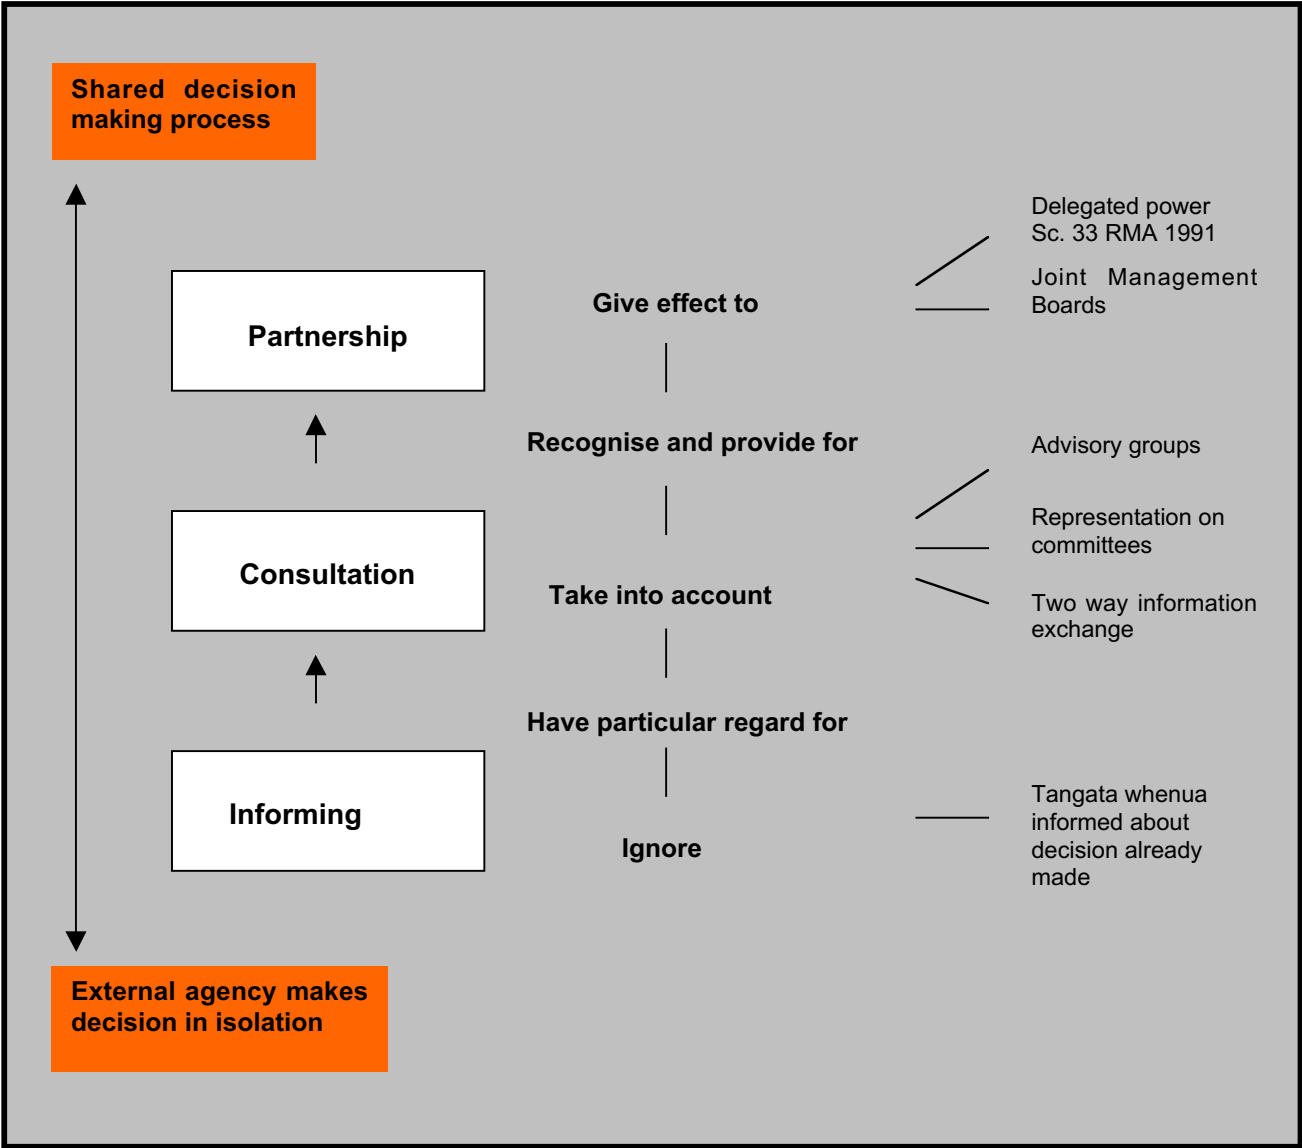 Shared decision
making process
Delegated power
Sc. 33 RMA 1991
Joint Management
Boards
Partnership
Give effect to
Recognise and provide for
Advisory groups
Representation on
committees
Consultation
Take into account
Two way information
exchange
Have particular regard for
Informing
Ignore
Tangata whenua
informed about
decision already
made
External agency makes
decision in isolation